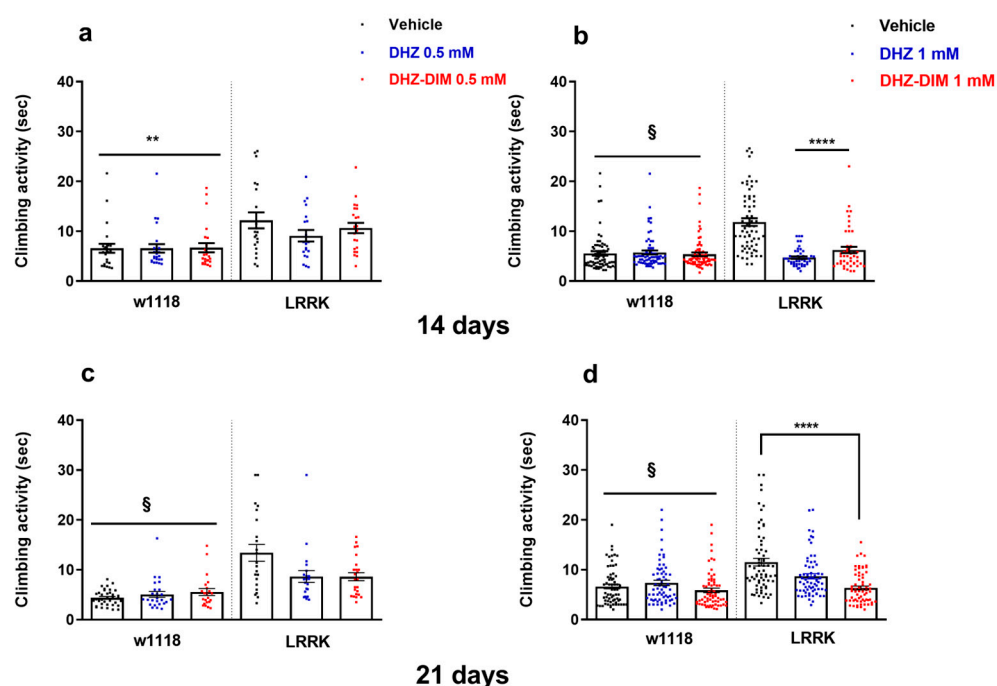 a
Vehicle
DHZ 0.5 mM
DHZ-DIM 0.5 mM
Climbing activity (sec)
40
30
20
10
0
**
w1118
LRRK
b
Vehicle
DHZ 1 mM
DHZ-DIM 1 mM
Climbing activity (sec)
40
30
20
10
0
§
****
w1118
LRRK
14 days
c
Climbing activity (sec)
40
30
20
10
0
§
w1118
LRRK
d
Climbing activity (sec)
40
30
20
10
0
§
****
w1118
LRRK
21 days